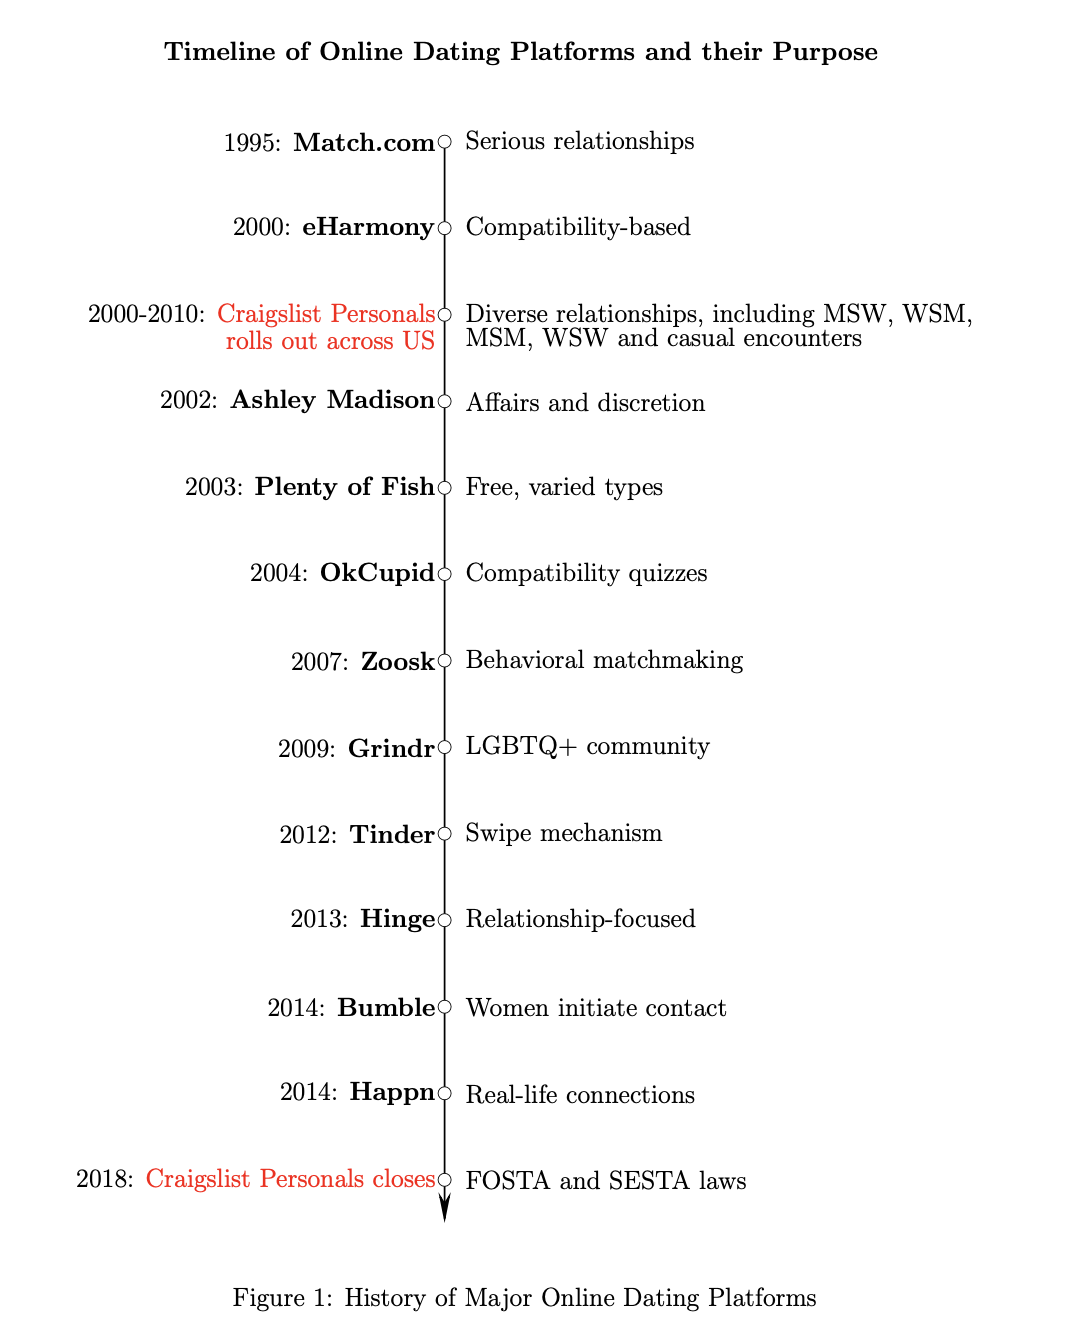 Timeline of Online Dating Platforms and their Purpose
1995: Match.com Serious relationships
2000: eHarmony Compatibility-based
2000-2010: Craigslist Personals Diverse relationships, including MSW, WSM,
rolls out across US MSM, WSW and casual encounters
2002: Ashley Madison Affairs and discretion
2003: Plenty of Fish Free, varied types
2004: OkCupid Compatibility quizzes
2007: Zoosk Behavioral matchmaking
2009: Grindr LGBTQ+ community
2012: Tinder Swipe mechanism
2013: Hinge Relationship-focused
2014: Bumble Women initiate contact
2014: Happn Real-life connections
2018: Craigslist Personals closes FOSTA and SESTA laws
Figure 1: History of Major Online Dating Platforms